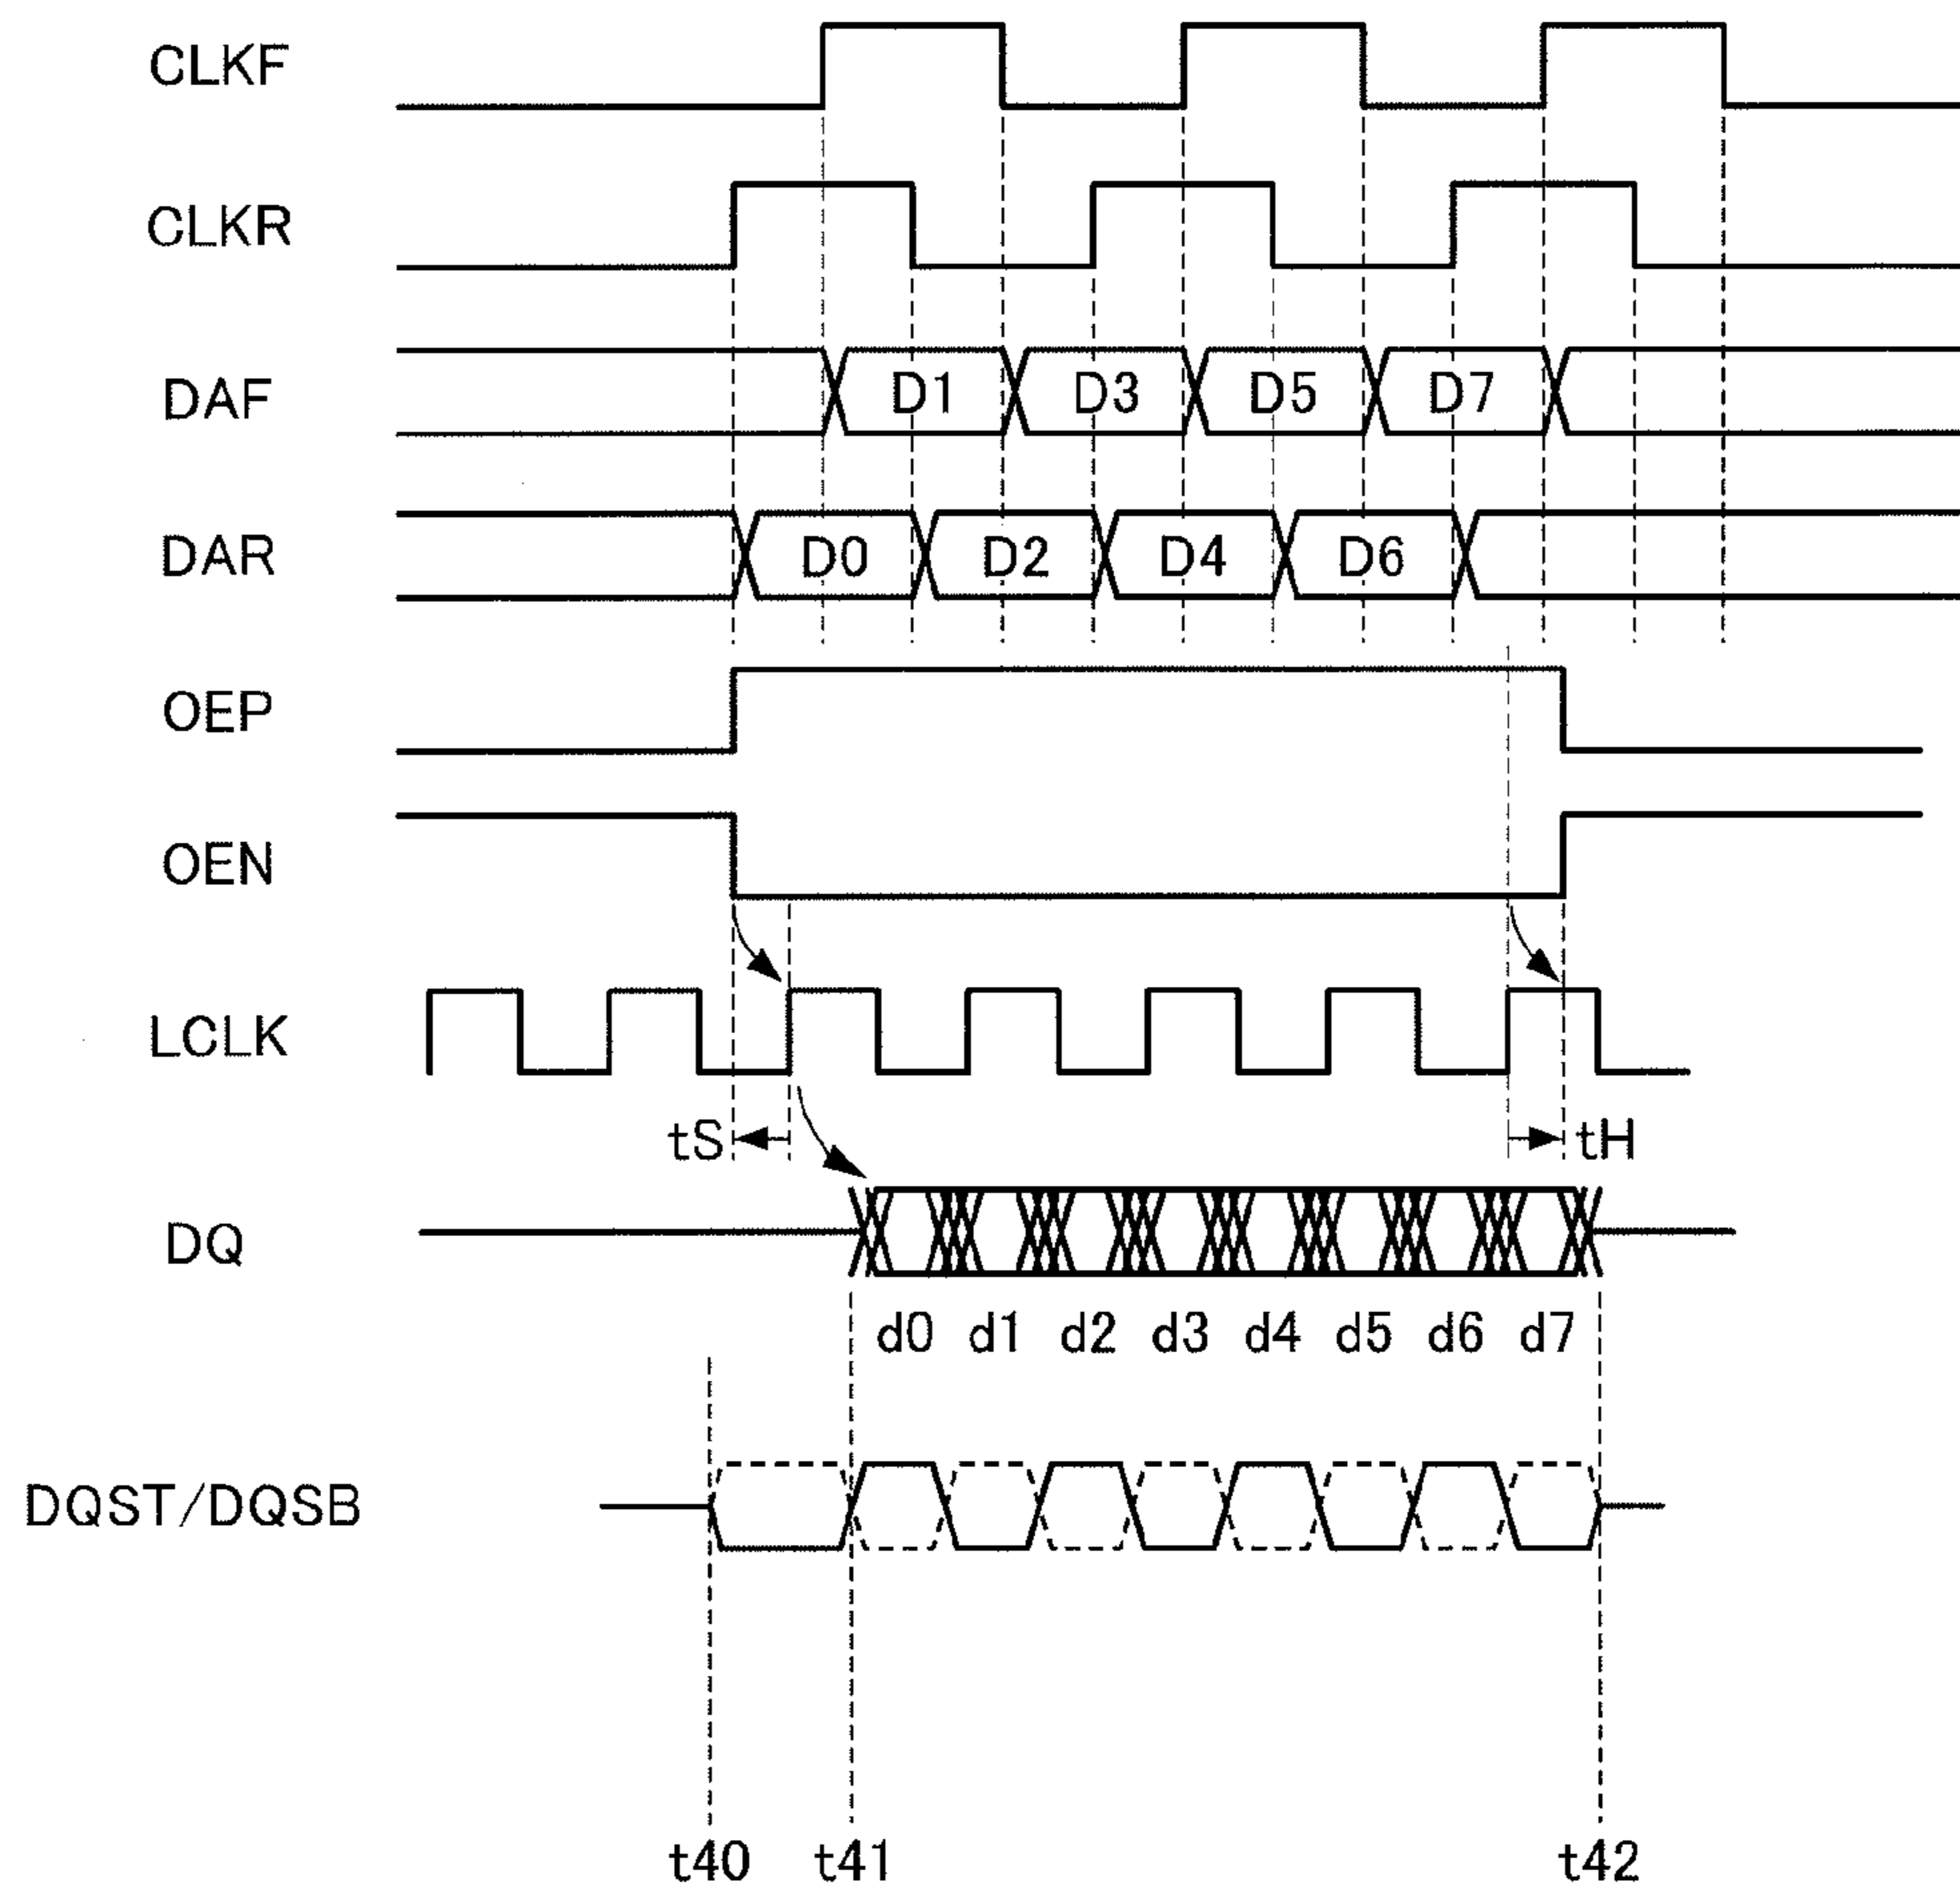 CLKF
CLKR
DAF D1 D3 D5 D7
DAR D0 D2 D4 D6
OEP
OEN
LCLK
tS tH
DQ
d0 d1 d2 d3 d4 d5 d6 d7
DQST/DQSB
t40 t41 t42